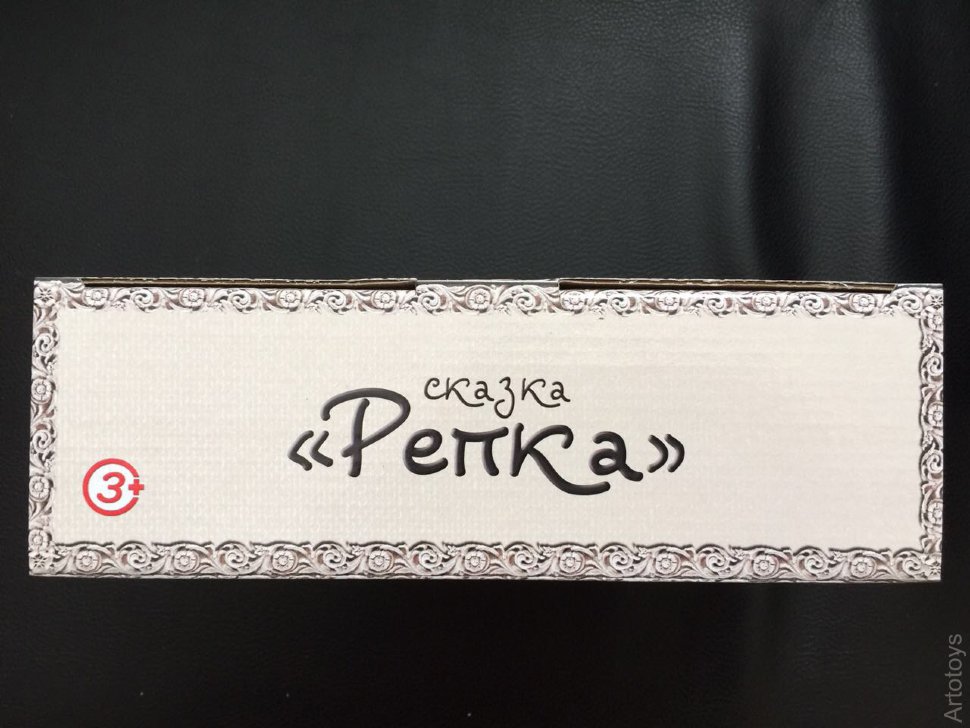 сказка
«Репка»
3+
Artotoys